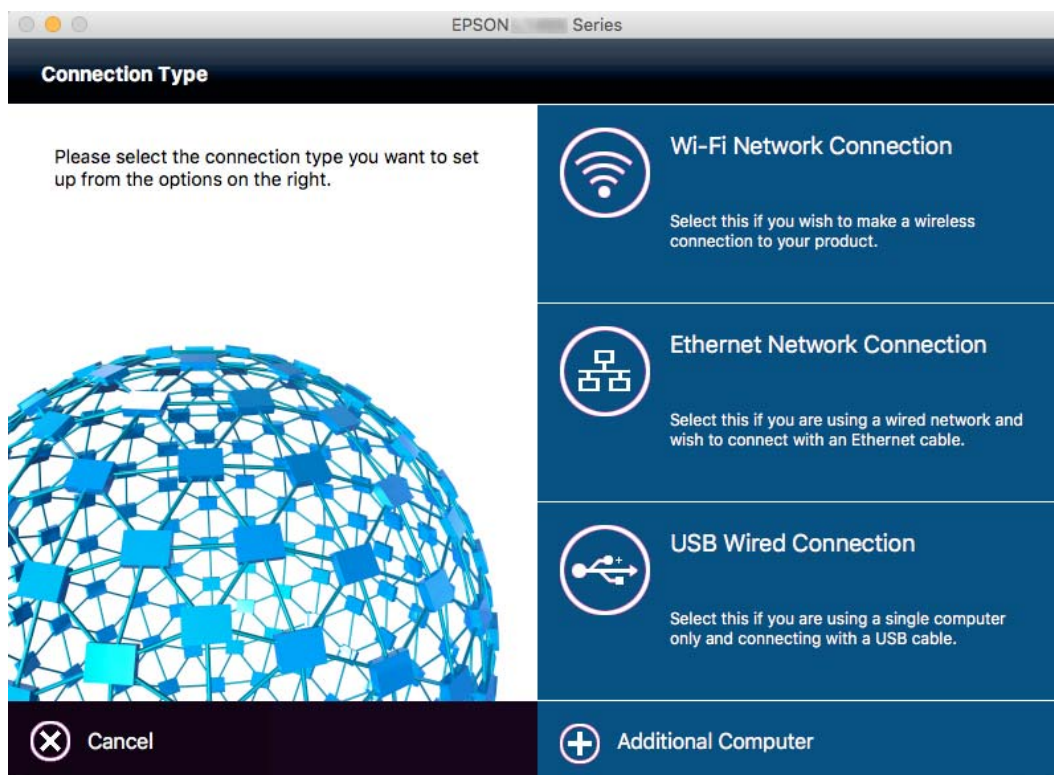 EPSON Series
Connection Type
Please select the connection type you want to set
up from the options on the right.
Wi-Fi Network Connection
Select this if you wish to make a wireless
connection to your product.
Ethernet Network Connection
Select this if you are using a wired network and
wish to connect with an Ethernet cable.
USB Wired Connection
Select this if you are using a single computer
only and connecting with a USB cable.
Cancel
Additional Computer